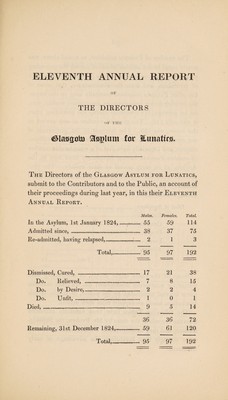 ELEVENTH ANNUAL REPORT
OF
THE DIRECTORS
OF THE
Glasgow Asylum for Lunatics.
THE Directors of the GLASGOW ASYLUM FOR LUNATICS,
submit to the Contributors and to the Public, an account of
their proceedings during last year, in this their ELEVENTH
ANNUAL REPORT.
Males. Females. Total.
In the Asylum, 1st January 1824, 55 59 114
Admitted since, 38 37 75
Re-admitted, having relapsed, 2 1 3
Total, 95 97 192
Dismissed, Cured, 17 21 38
Do. Relieved, 7 8 15
Do. by Desire, 2 2 4
Do. Unfit, 1 0 1
Died, 9 5 14
36 36 72
Remaining, 31st December 1824, 59 61 120
Total, 95 97 192